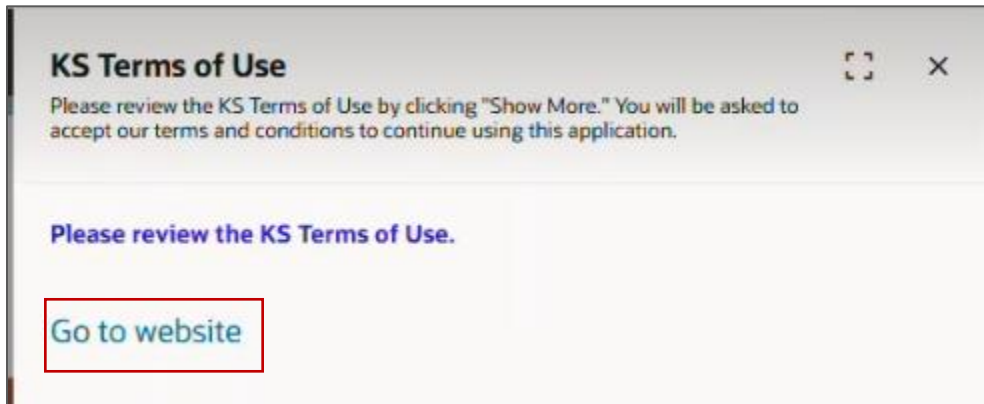 KS Terms of Use
Please review the KS Terms of Use by clicking "Show More." You will be asked to
accept our terms and conditions to continue using this application.
Please review the KS Terms of Use.
Go to website